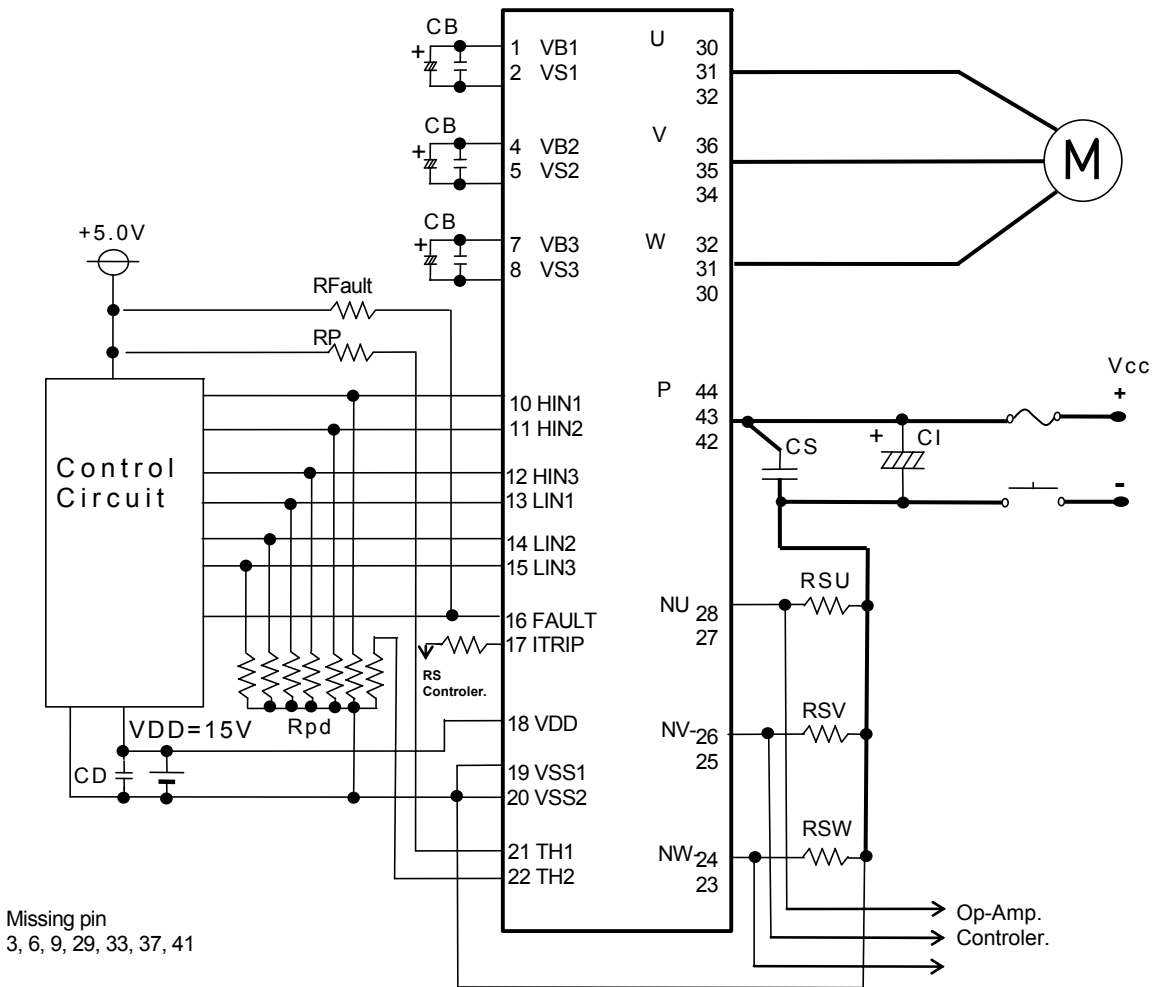 CB
+
1 VB1
2 VS1
CB
+
4 VB2
5 VS2
CB
+
7 VB3
8 VS3
+5.0V
RFault
RP
Control
Circuit
10 HIN1
11 HIN2
12 HIN3
13 LIN1
14 LIN2
15 LIN3
16 FAULT
17 ITRIP
RS
Controler.
Rpd
VDD=15V
18 VDD
CD
19 VSS1
20 VSS2
21 TH1
22 TH2
U
30
31
32
V
36
35
34
W
32
31
30
M
P
44
43
42
Vcc
+
-
CS
+ CI
RSU
NU 28
27
RSV
NV-26
25
RSW
NW-24
23
Op-Amp.
Controler.
Missing pin
3, 6, 9, 29, 33, 37, 41